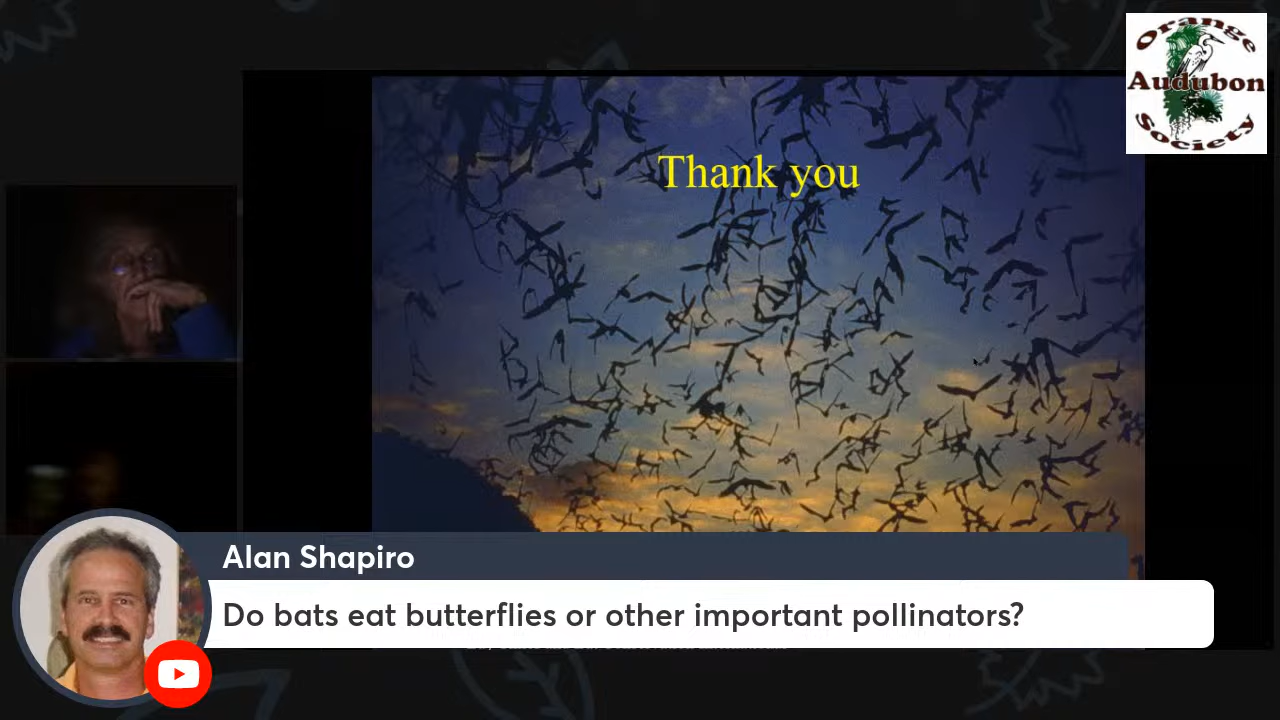 Orange
Audubon
Society
Thank you
Alan Shapiro
Do bats eat butterflies or other important pollinators?